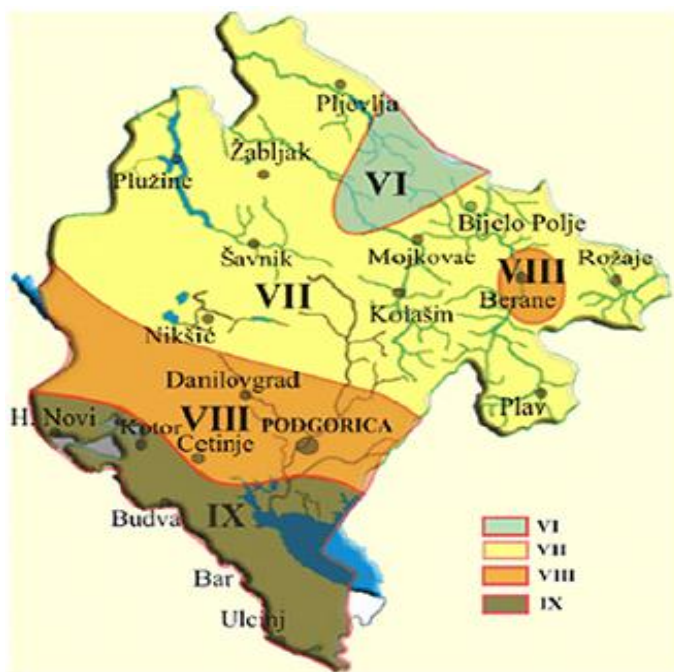 Pljevlja
Žabljak
VI
Plužine
Bijelo Polje
Šavnik
Mojkovac
VIII
Rožaje
VII
Berane
Kolašin
Nikšić
Danilovgrad
Plav
H. Novi
VIII
PODGORICA
Kotor
Cetinje
Budva
IX
Bar
Ulcinj
VI
VII
VIII
IX